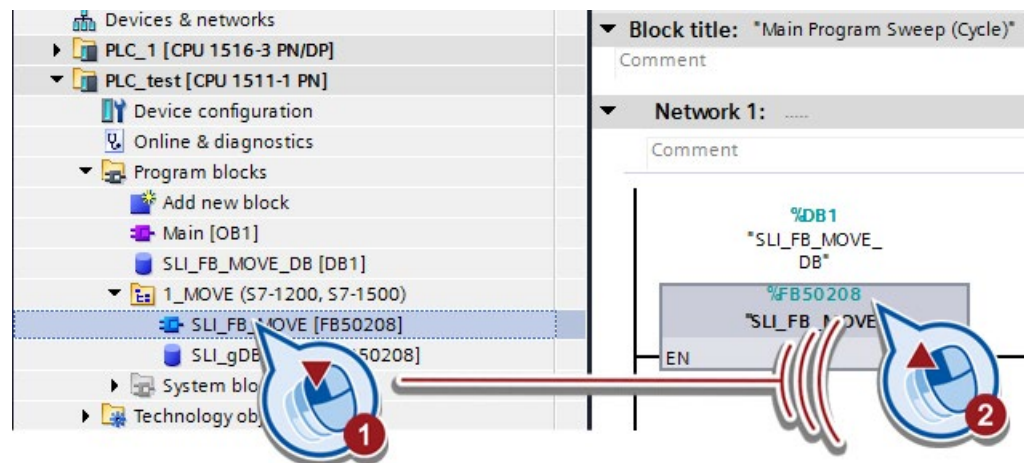 Devices & networks
PLC_1 [CPU 1516-3 PN/DP]
PLC_test [CPU 1511-1 PN]
Device configuration
Online & diagnostics
Program blocks
Add new block
Main [OB1]
SLI_FB_MOVE_DB [DB1]
1_MOVE (S7-1200, S7-1500)
SLI_FB_MOVE [FB50208]
SLI_gDB 50208]
System blo
Technology ob
1
Block title: "Main Program Sweep (Cycle)"
Comment
Network 1: .....
Comment
%DB1
"SLI_FB_MOVE_
DB"
%FB50208
"SLI_FB_MOVE
EN
2